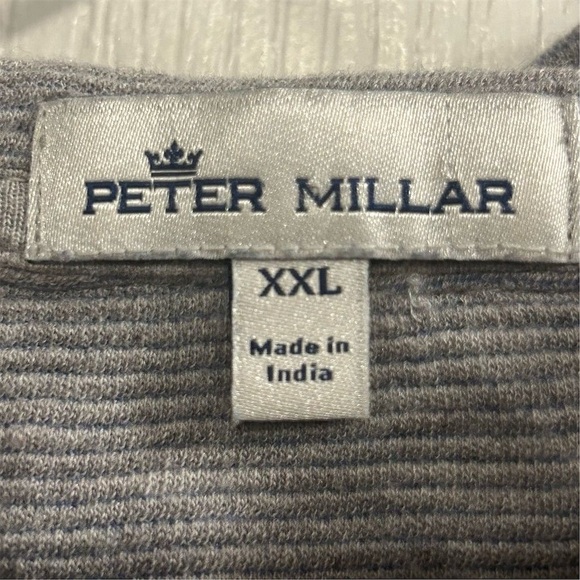 PETER MILLAR
XXL
Made in
India